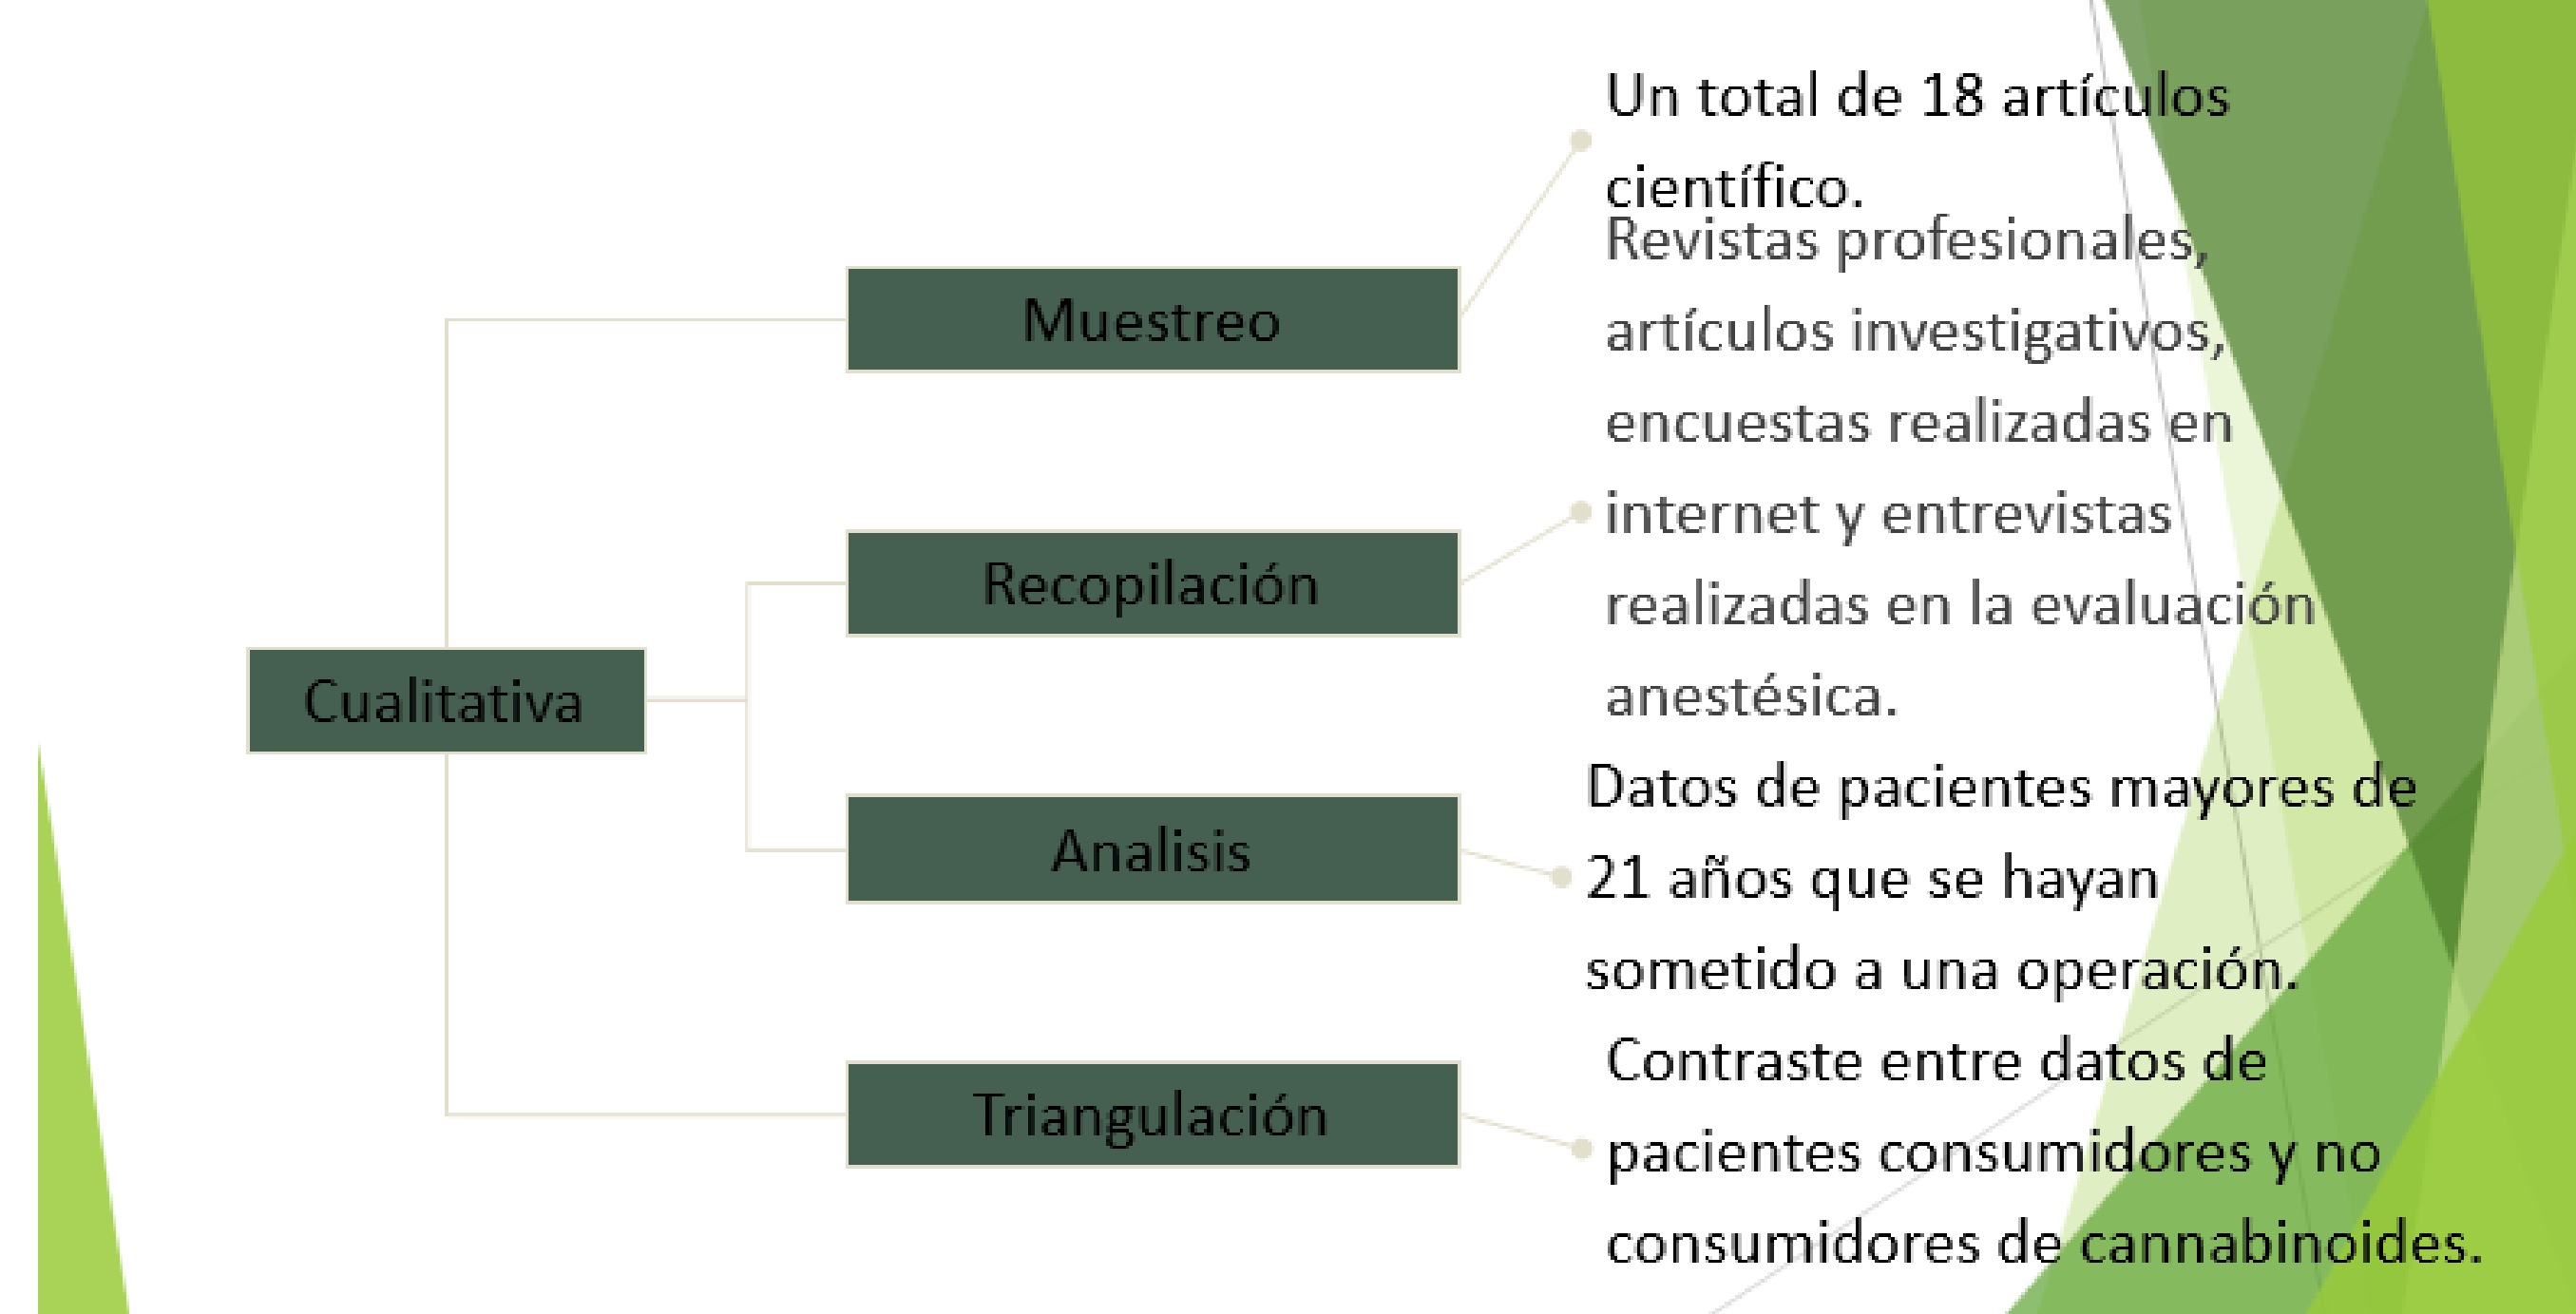 Un total de 18 artículos
científico.
Revistas profesionales,
artículos investigativos,
encuestas realizadas en
internet y entrevistas
realizadas en la evaluación
anestésica.
Muestreo
Recopilación
Cualitativa
Analisis
Triangulación
Datos de pacientes mayores de
21 años que se hayan
sometido a una operación.
Contraste entre datos de
pacientes consumidores y no
consumidores de cannabinoides.